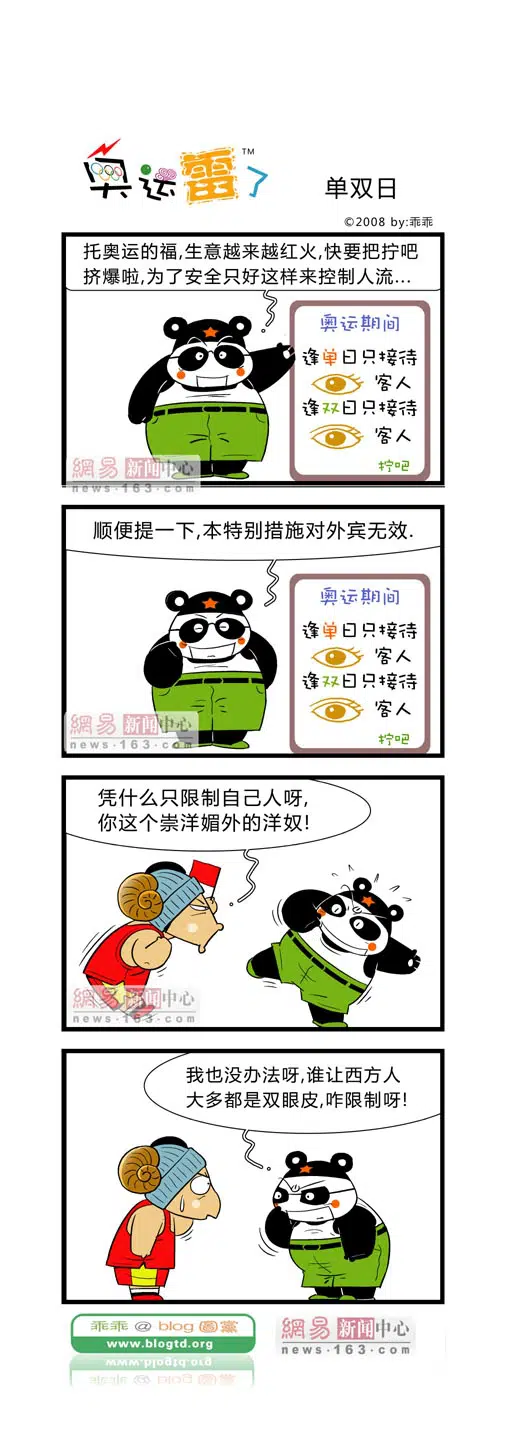 奥运雷了™
单双日
©2008 by:乖乖
托奥运的福,生意越来越红火,快要把拧吧
挤爆啦,为了安全只好这样来控制人流...
奥运期间
逢单日只接待
客人
逢双日只接待
客人
拧吧
網易 新闻中心
news·163·com
顺便提一下,本特别措施对外宾无效.
奥运期间
逢单日只接待
客人
逢双日只接待
客人
拧吧
網易 新闻中心
news·163·com
凭什么只限制自己人呀,
你这个崇洋媚外的洋奴!
網易 新闻中心
news·163·com
我也没办法呀,谁让西方人
大多都是双眼皮,咋限制呀!
乖乖@blog圖黨
www.blogtd.org
網易 新闻中心
news·163·com